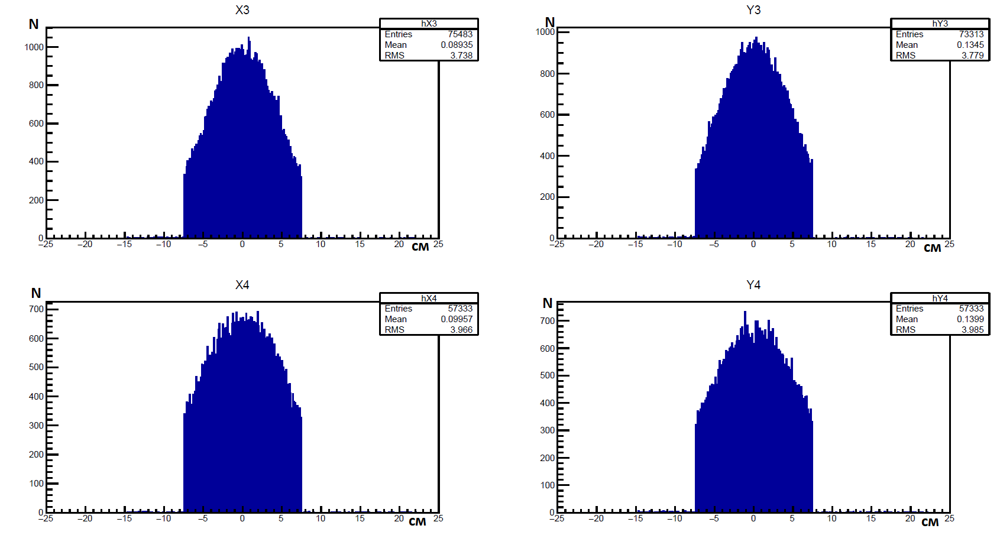 X3
N
hX3
Entries 75483
Mean 0.08935
RMS 3.738
1000
800
600
400
200
0
−25 −20 −15 −10 −5 0 5 10 15 20 25
см
Y3
N
hY3
Entries 73313
Mean 0.1345
RMS 3.779
1000
800
600
400
200
0
−25 −20 −15 −10 −5 0 5 10 15 20 25
см
X4
N
hX4
Entries 57333
Mean 0.09957
RMS 3.966
700
600
500
400
300
200
100
0
−25 −20 −15 −10 −5 0 5 10 15 20 25
см
Y4
N
hY4
Entries 57333
Mean 0.1399
RMS 3.985
700
600
500
400
300
200
100
0
−25 −20 −15 −10 −5 0 5 10 15 20 25
см